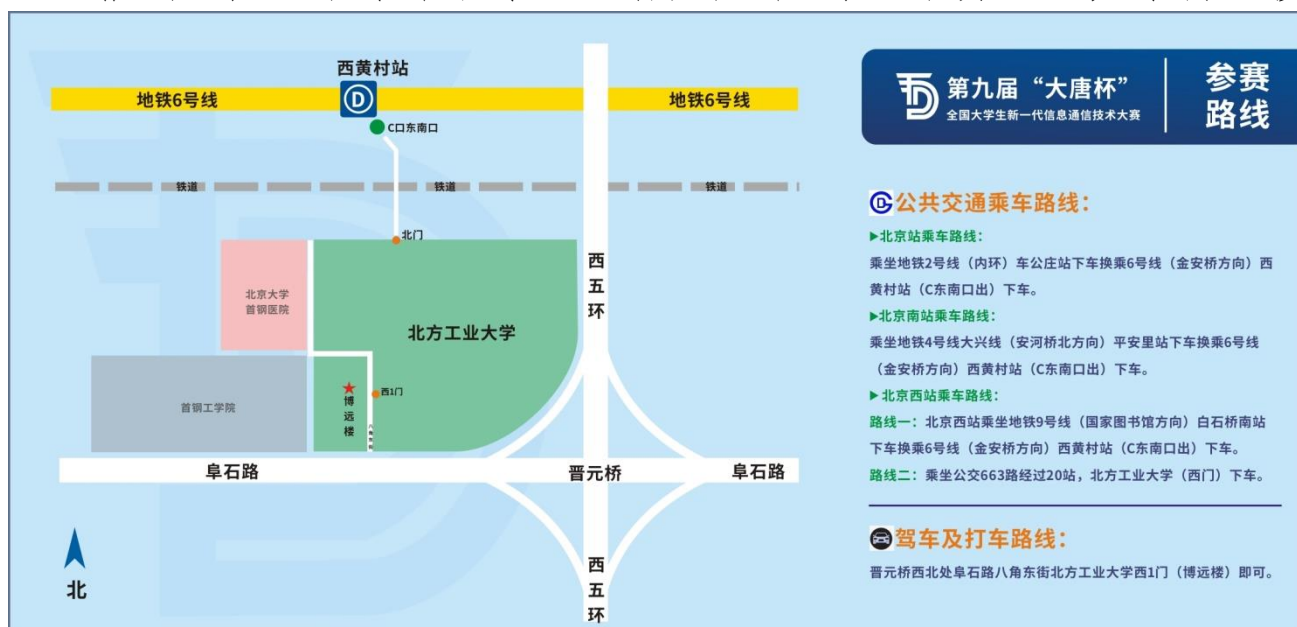 西黄村站
地铁6号线
D
地铁6号线
C口东南口
铁道
铁道
铁道
北门
北京大学
首钢医院
北方工业大学
西五环
首钢工学院
博远楼
西1门
八角东街
阜石路
晋元桥
阜石路
西五环
北
第九届“大唐杯”
全国大学生新一代信息通信技术大赛
参赛
路线
公共交通乘车路线:
▶北京站乘车路线:
乘坐地铁2号线（内环）车公庄站下车换乘6号线（金安桥方向）西
黄村站（C东南口出）下车。
▶北京南站乘车路线:
乘坐地铁4号线大兴线（安河桥北方向）平安里站下车换乘6号线
（金安桥方向）西黄村站（C东南口出）下车。
▶北京西站乘车路线:
路线一：北京西站乘坐地铁9号线（国家图书馆方向）白石桥南站
下车换乘6号线（金安桥方向）西黄村站（C东南口出）下车。
路线二：乘坐公交663路经过20站，北方工业大学（西门）下车。
驾车及打车路线:
晋元桥西北处阜石路八角东街北方工业大学西1门（博远楼）即可。